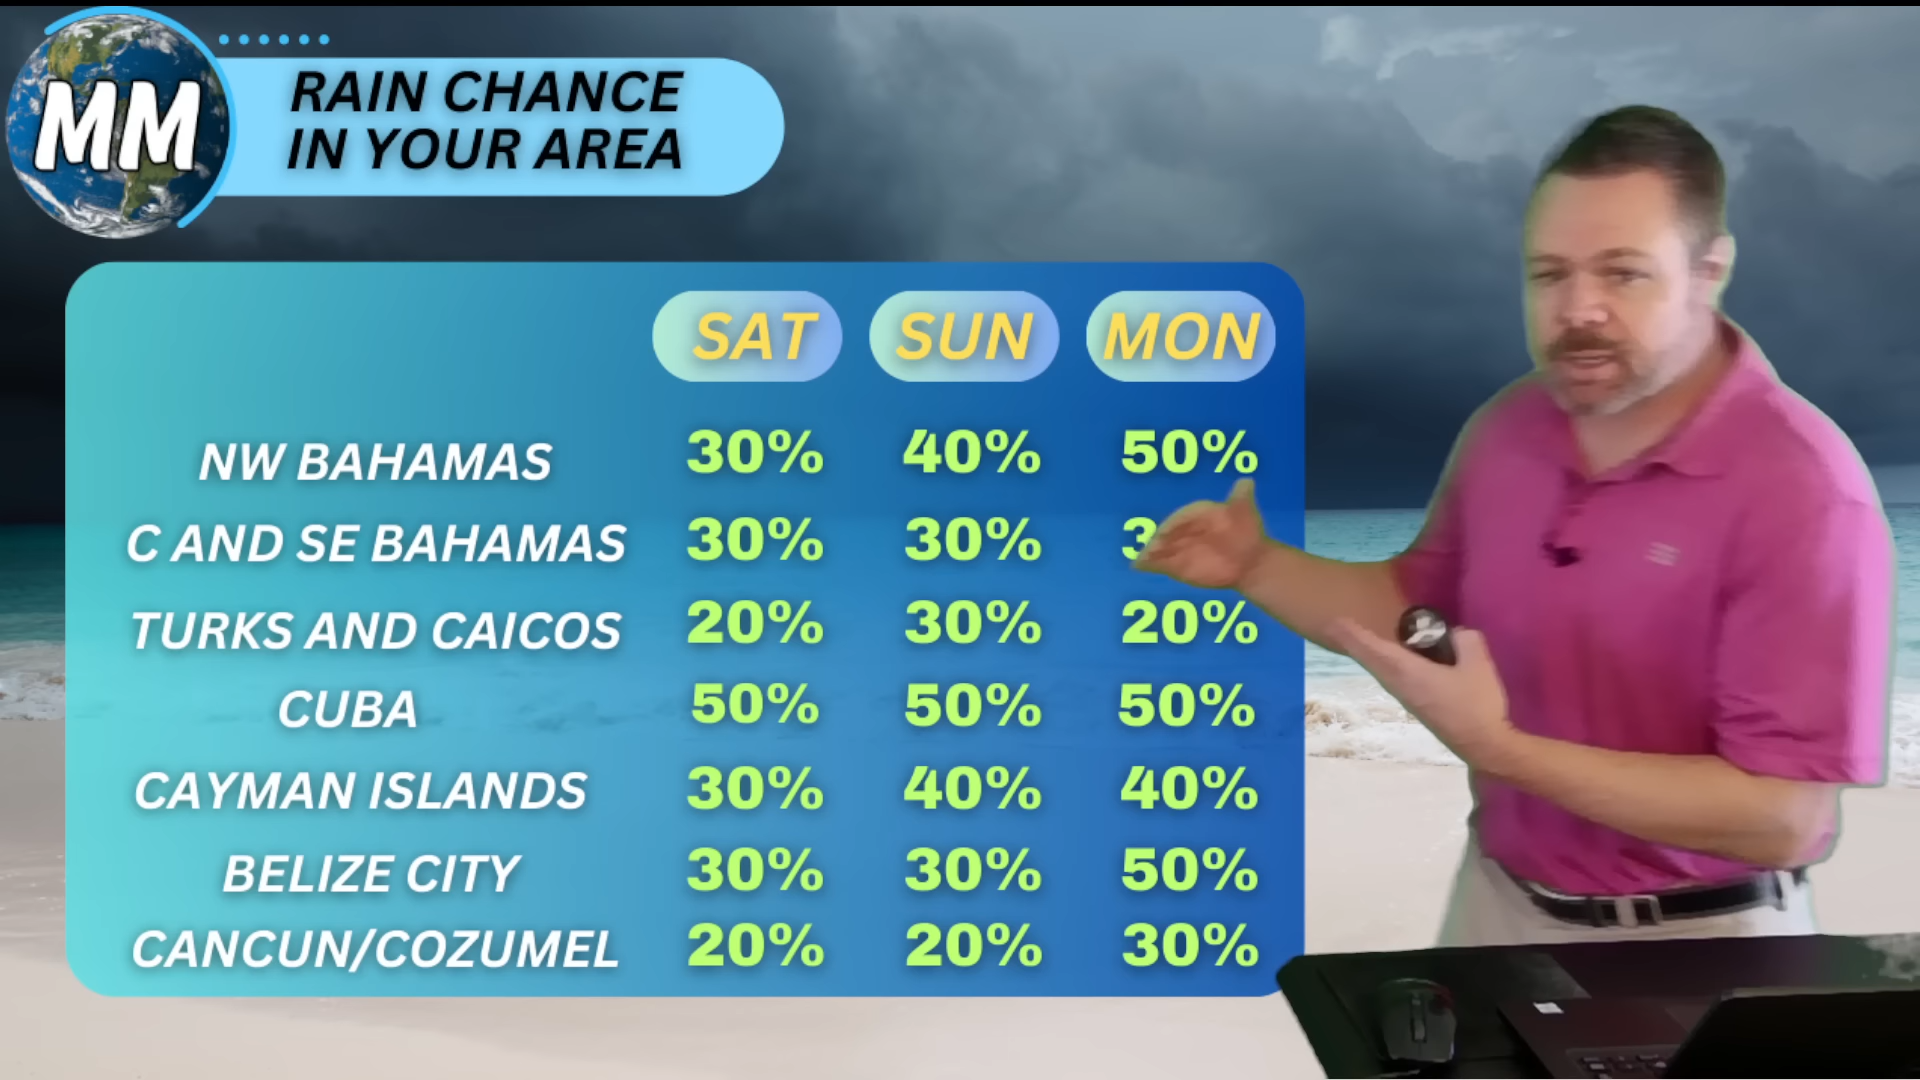 MM
RAIN CHANCE
IN YOUR AREA
SAT SUN MON
NW BAHAMAS 30% 40% 50%
C AND SE BAHAMAS 30% 30%
TURKS AND CAICOS 20% 30% 20%
CUBA 50% 50% 50%
CAYMAN ISLANDS 30% 40% 40%
BELIZE CITY 30% 30% 50%
CANCUN/COZUMEL 20% 20% 30%